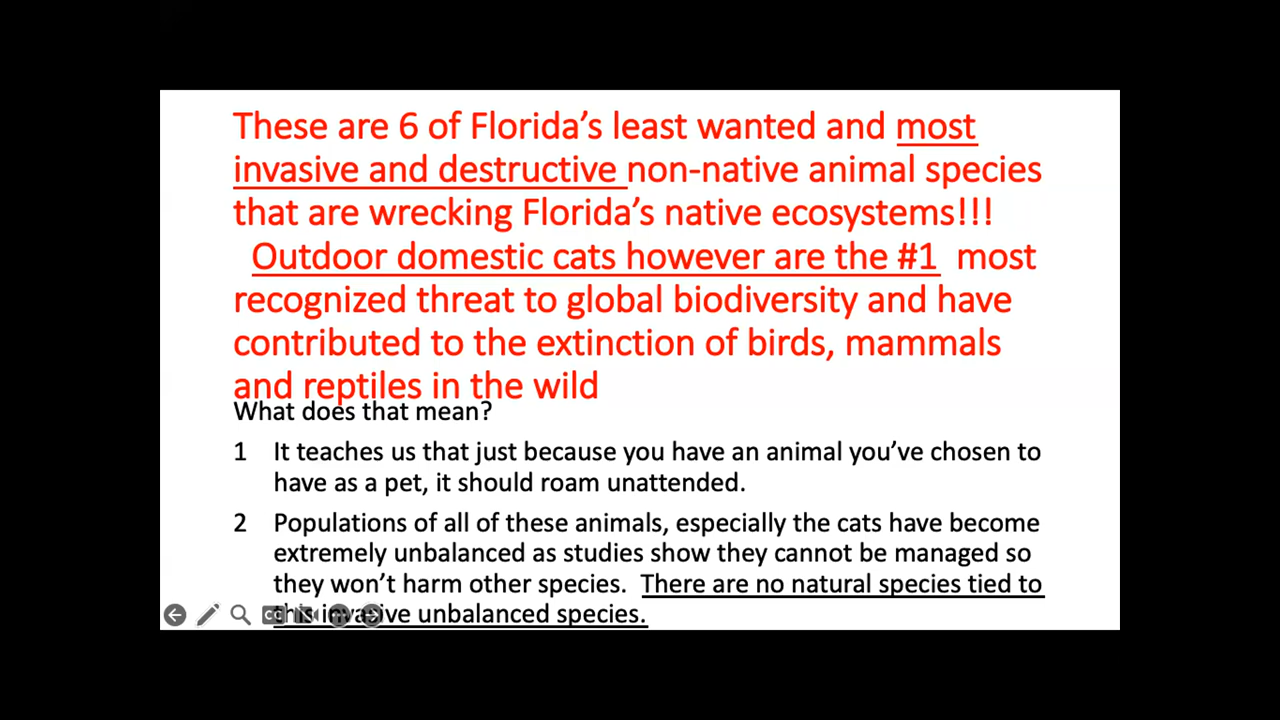 These are 6 of Florida’s least wanted and most
invasive and destructive non-native animal species
that are wrecking Florida’s native ecosystems!!!
Outdoor domestic cats however are the #1 most
recognized threat to global biodiversity and have
contributed to the extinction of birds, mammals
and reptiles in the wild
What does that mean?
1 It teaches us that just because you have an animal you’ve chosen to
have as a pet, it should roam unattended.
2 Populations of all of these animals, especially the cats have become
extremely unbalanced as studies show they cannot be managed so
they won’t harm other species. There are no natural species tied to
this invasive unbalanced species.